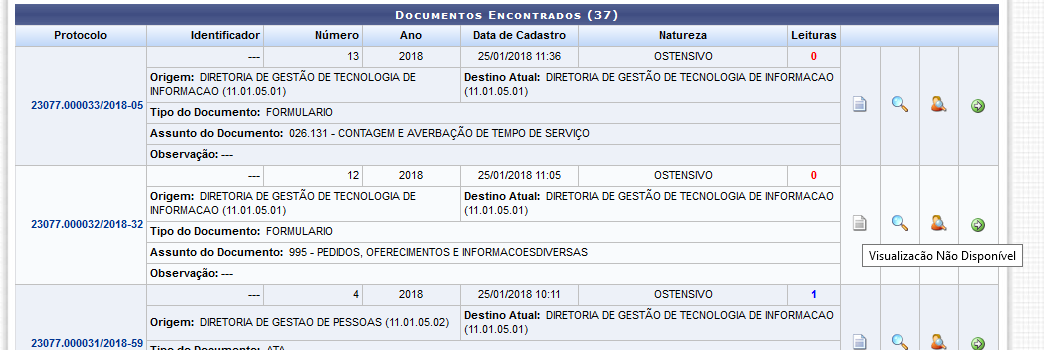 Documentos Encontrados (37)
Protocolo Identificador Número Ano Data de Cadastro Natureza Leituras
--- 13 2018 25/01/2018 11:36 OSTENSIVO 0
23077.000033/2018-05
Origem: DIRETORIA DE GESTÃO DE TECNOLOGIA DE
INFORMACAO (11.01.05.01)
Destino Atual: DIRETORIA DE GESTÃO DE TECNOLOGIA DE INFORMACAO
(11.01.05.01)
Tipo do Documento: FORMULARIO
Assunto do Documento: 026.131 - CONTAGEM E AVERBAÇÃO DE TEMPO DE SERVIÇO
Observação: ---
--- 12 2018 25/01/2018 11:05 OSTENSIVO 0
23077.000032/2018-32
Origem: DIRETORIA DE GESTÃO DE TECNOLOGIA DE
INFORMACAO (11.01.05.01)
Destino Atual: DIRETORIA DE GESTÃO DE TECNOLOGIA DE INFORMACAO
(11.01.05.01)
Tipo do Documento: FORMULARIO
Assunto do Documento: 995 - PEDIDOS, OFERECIMENTOS E INFORMACOESDIVERSAS
Visualizacão Não Disponível
Observação: ---
--- 4 2018 25/01/2018 10:11 OSTENSIVO 1
23077.000031/2018-59
Origem: DIRETORIA DE GESTAO DE PESSOAS (11.01.05.02)
Destino Atual: DIRETORIA DE GESTÃO DE TECNOLOGIA DE INFORMACAO
(11.01.05.01)
Tipo do Documento: ATA